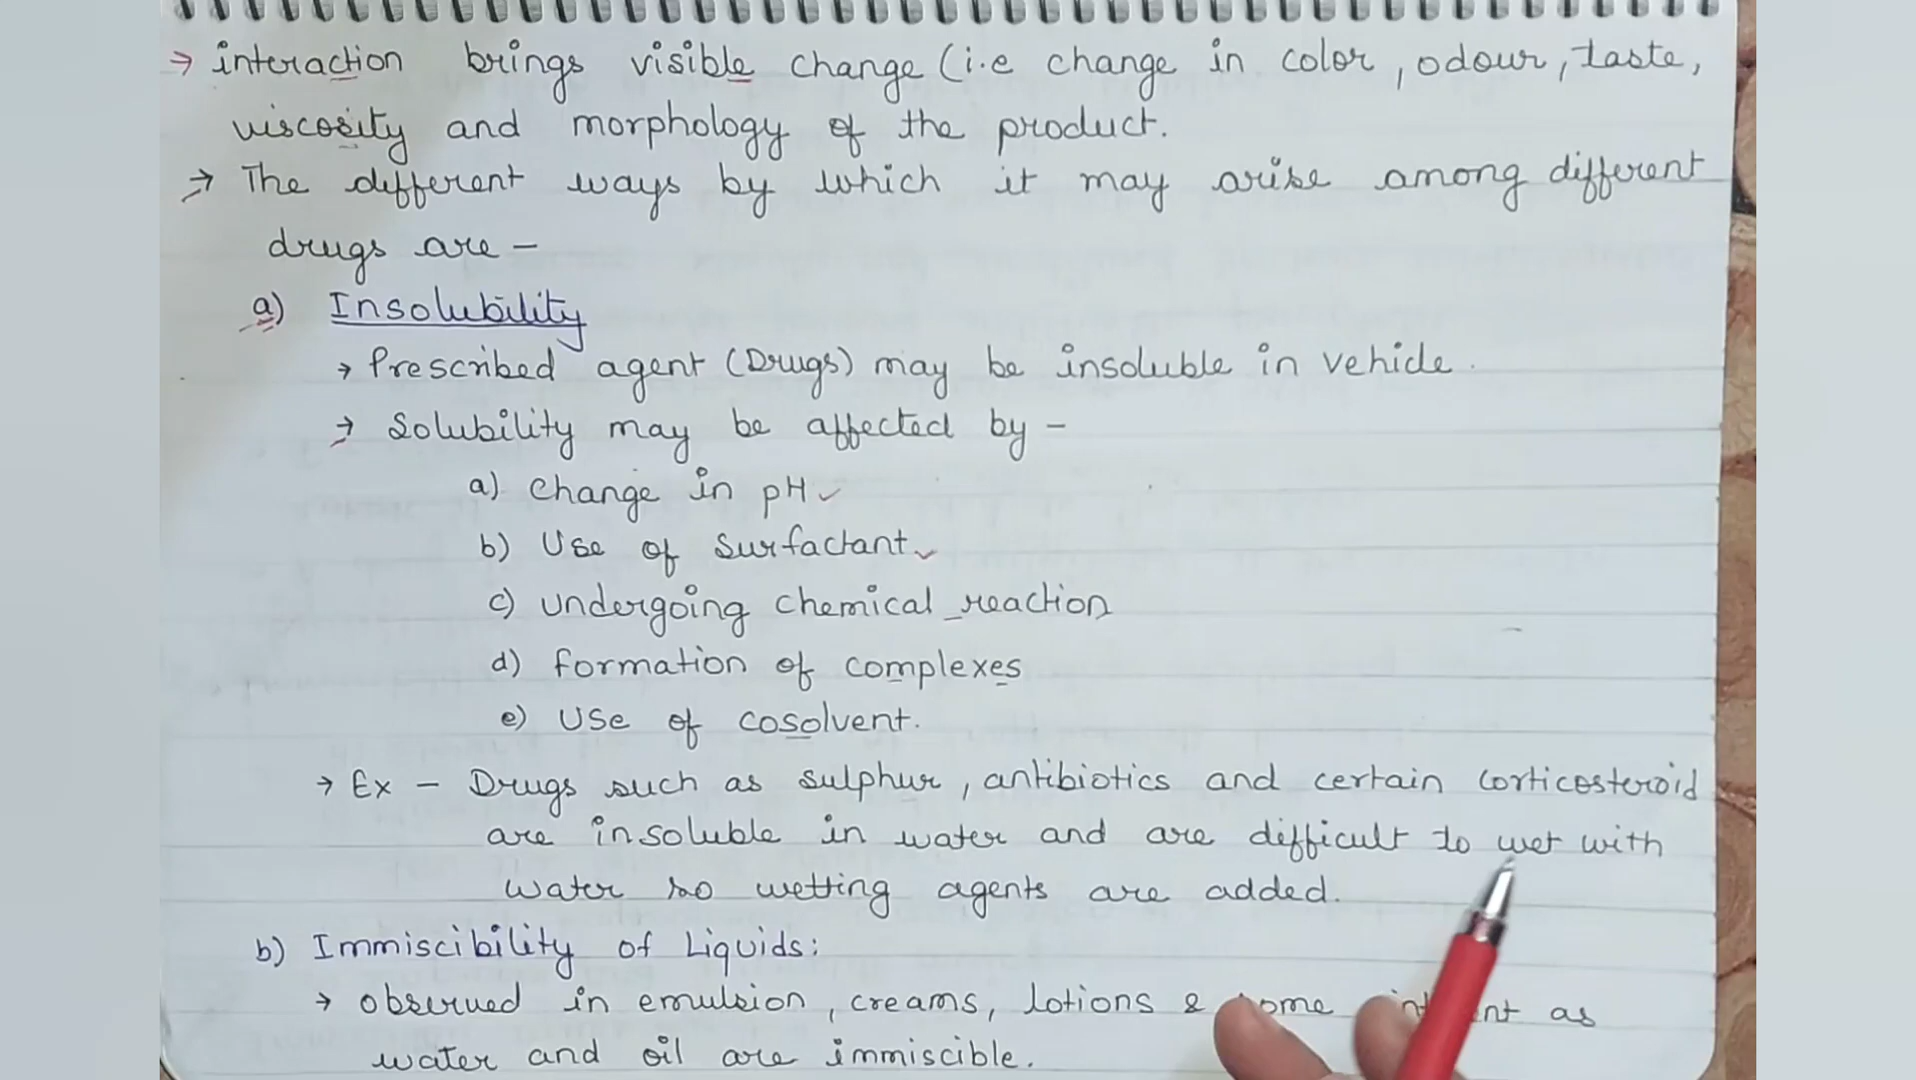 → interaction brings visible change (i.e change in color, odour, taste,
viscosity and morphology of the product.
→ The different ways by which it may arise among different
drugs are –
a) Insolubility
→ Prescribed agent (Drugs) may be insoluble in vehicle.
→ Solubility may be affected by –
a) Change in pH ✓
b) Use of Surfactant ✓
c) undergoing chemical reaction
d) formation of complexes
e) Use of cosolvent.
→ Ex – Drugs such as sulphur, antibiotics and certain corticosteroid
are insoluble in water and are difficult to wet with
water so wetting agents are added.
b) Immiscibility of Liquids:
→ observed in emulsion, creams, lotions & some as
water and oil are immiscible.